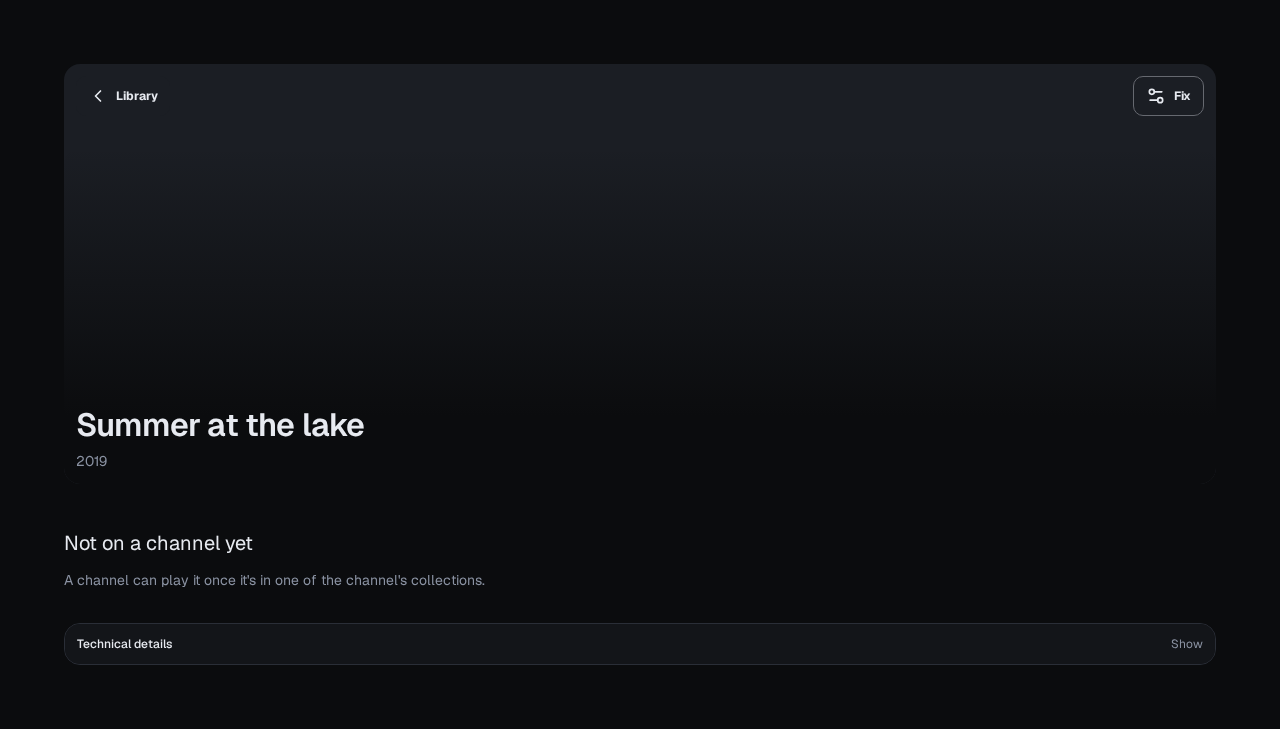 Library
Fix
Summer at the lake
2019
Not on a channel yet
A channel can play it once it's in one of the channel's collections.
Technical details
Show